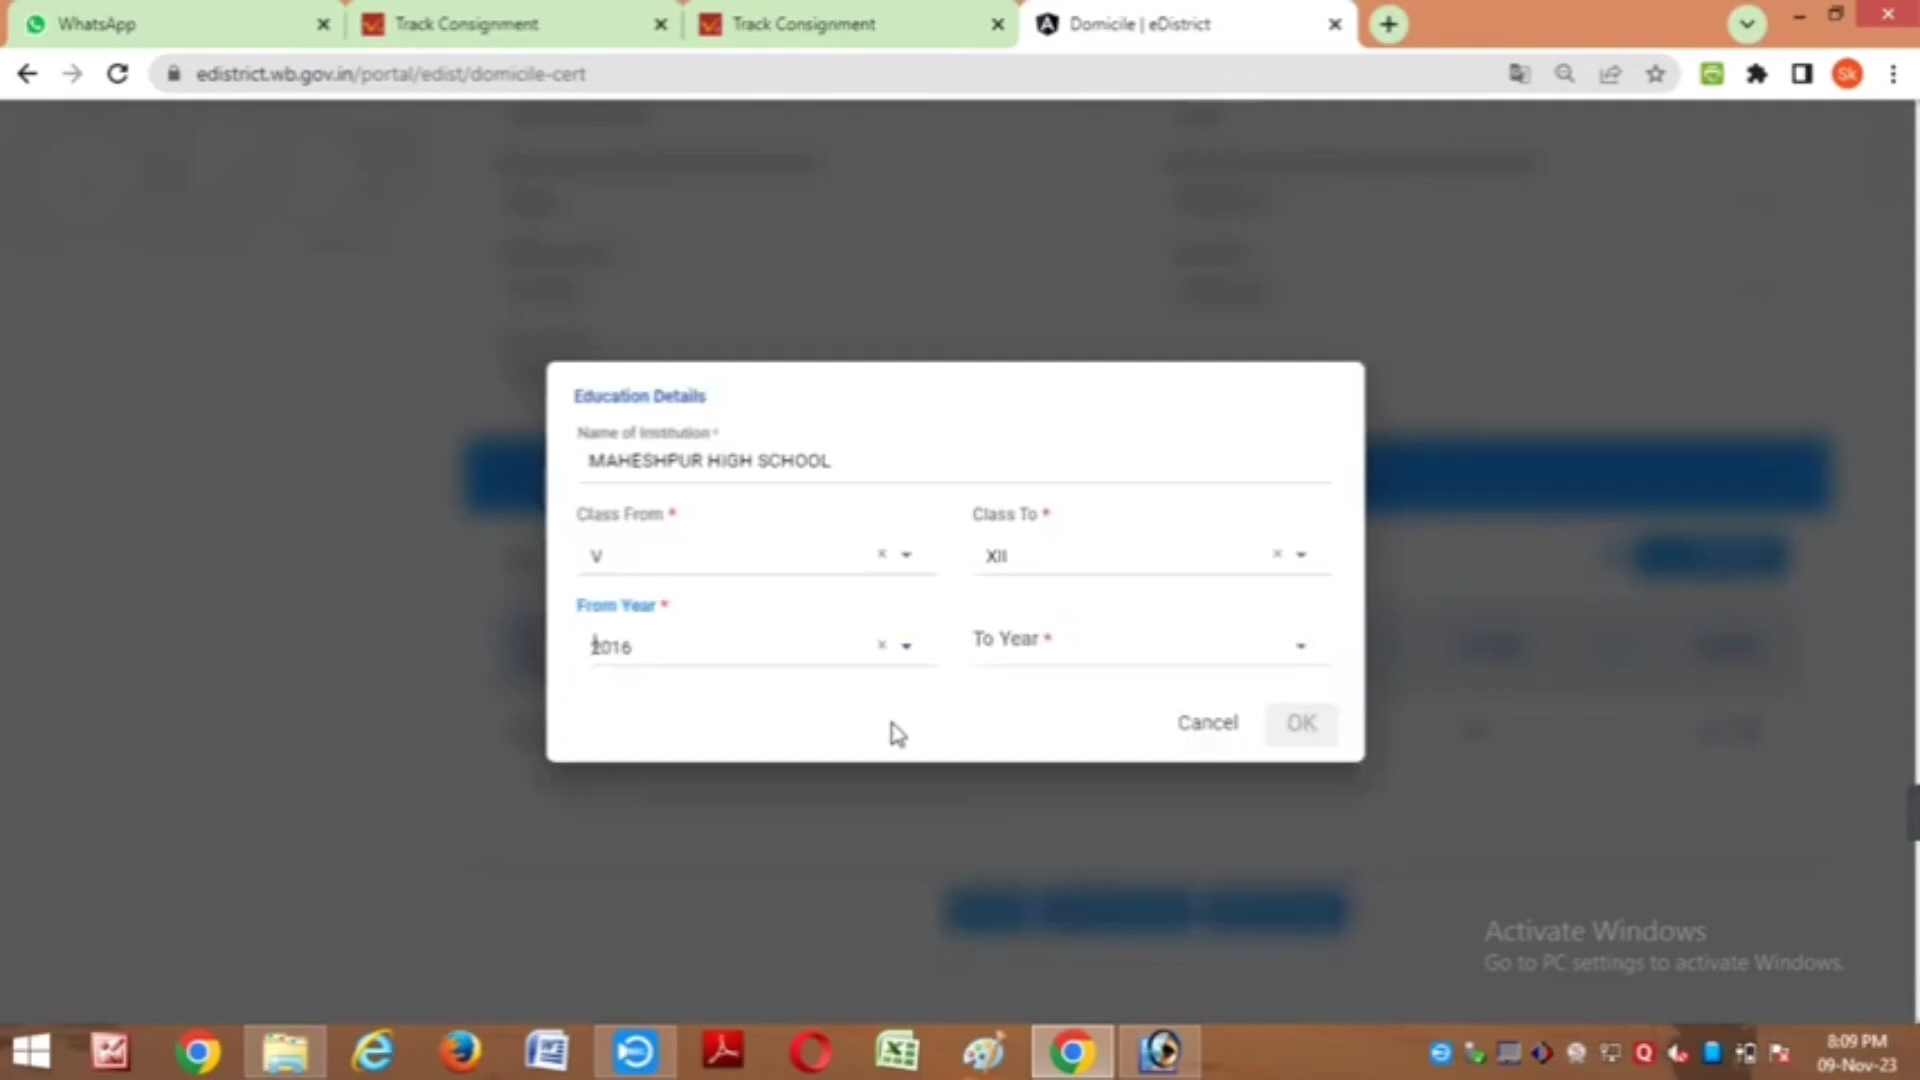 WhatsApp
Track Consignment
Track Consignment
Domicile | eDistrict
edistrict.wb.gov.in/portal/edist/domicile-cert
Sk
Education Details
Name of Institution *
MAHESHPUR HIGH SCHOOL
Class From *
Class To *
V
XII
From Year *
To Year *
2016
Cancel
OK
Activate Windows
Go to PC settings to activate Windows.
8:09 PM
09-Nov-23